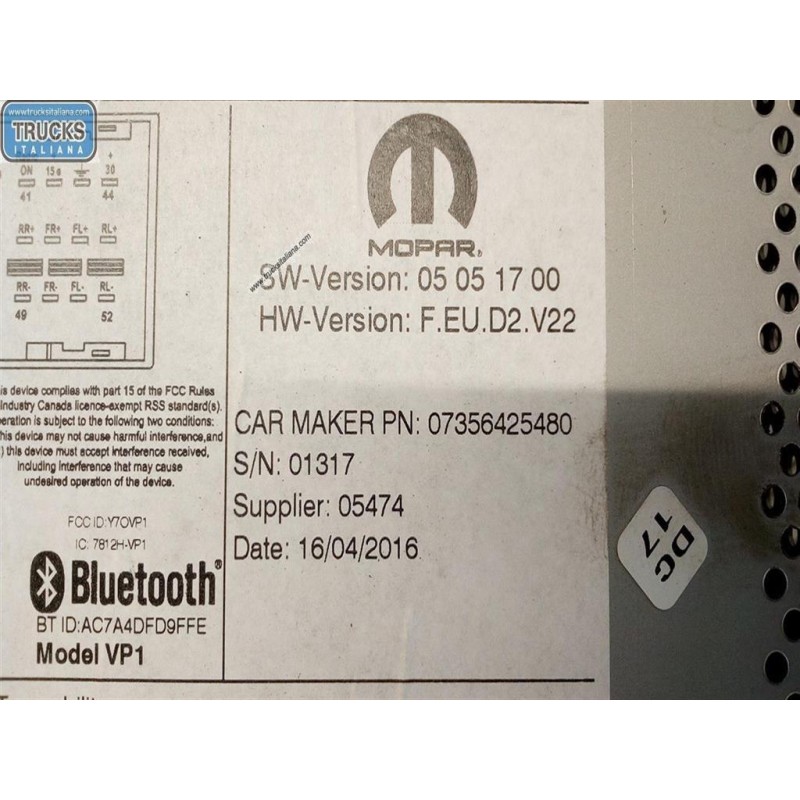 www.trucksitaliana.com
TRUCKS
ITALIANA
ON 15a + 30
41 44
RR+ FR+ FL+ RL+
RR- FR- FL- RL-
49 52
is device complies with part 15 of the FCC Rules
Industry Canada licence-exempt RSS standard(s).
eration is subject to the following two conditions:
his device may not cause harmful interference,and
) this device must accept interference received,
including interference that may cause
undesired operation of the device.
FCC ID:Y7OVP1
IC: 7812H-VP1
Bluetooth®
BT ID:AC7A4DFD9FFE
Model VP1
MOPAR®
www.trucksitaliana.com
SW-Version: 05 05 17 00
HW-Version: F.EU.D2.V22
CAR MAKER PN: 07356425480
S/N: 01317
Supplier: 05474
Date: 16/04/2016
DC
17